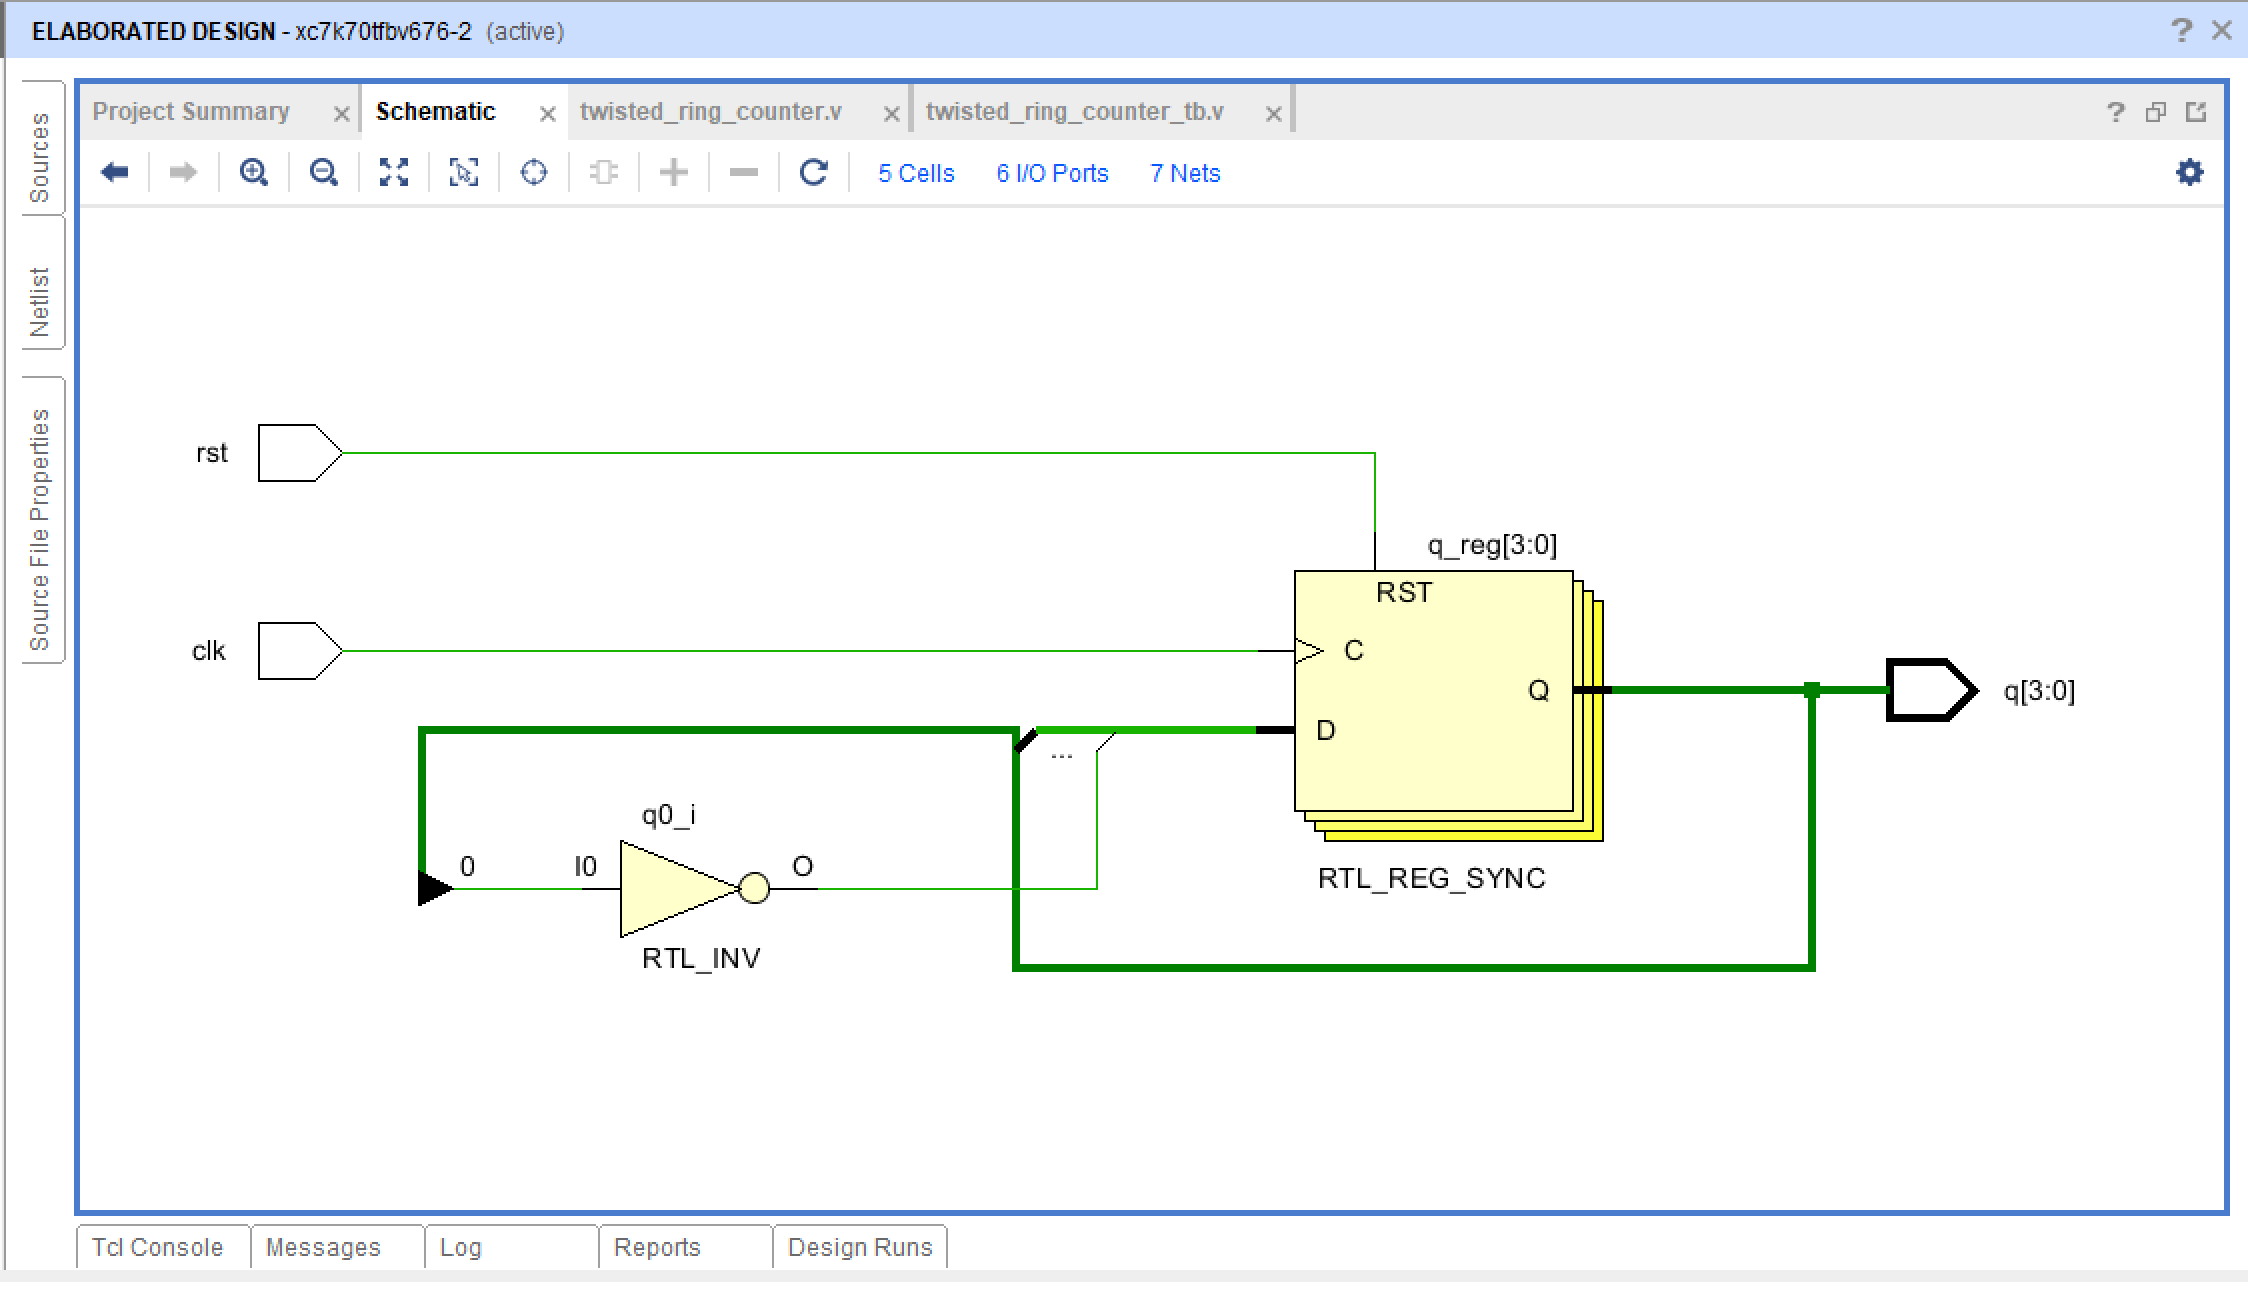 ELABORATED DESIGN - xc7k70tfbv676-2 (active)
Sources
Netlist
Source File Properties
Project Summary
Schematic
twisted_ring_counter.v
twisted_ring_counter_tb.v
5 Cells
6 I/O Ports
7 Nets
rst
clk
q_reg[3:0]
RST
C
Q
D
q[3:0]
...
q0_i
0
I0
O
RTL_REG_SYNC
RTL_INV
Tcl Console
Messages
Log
Reports
Design Runs